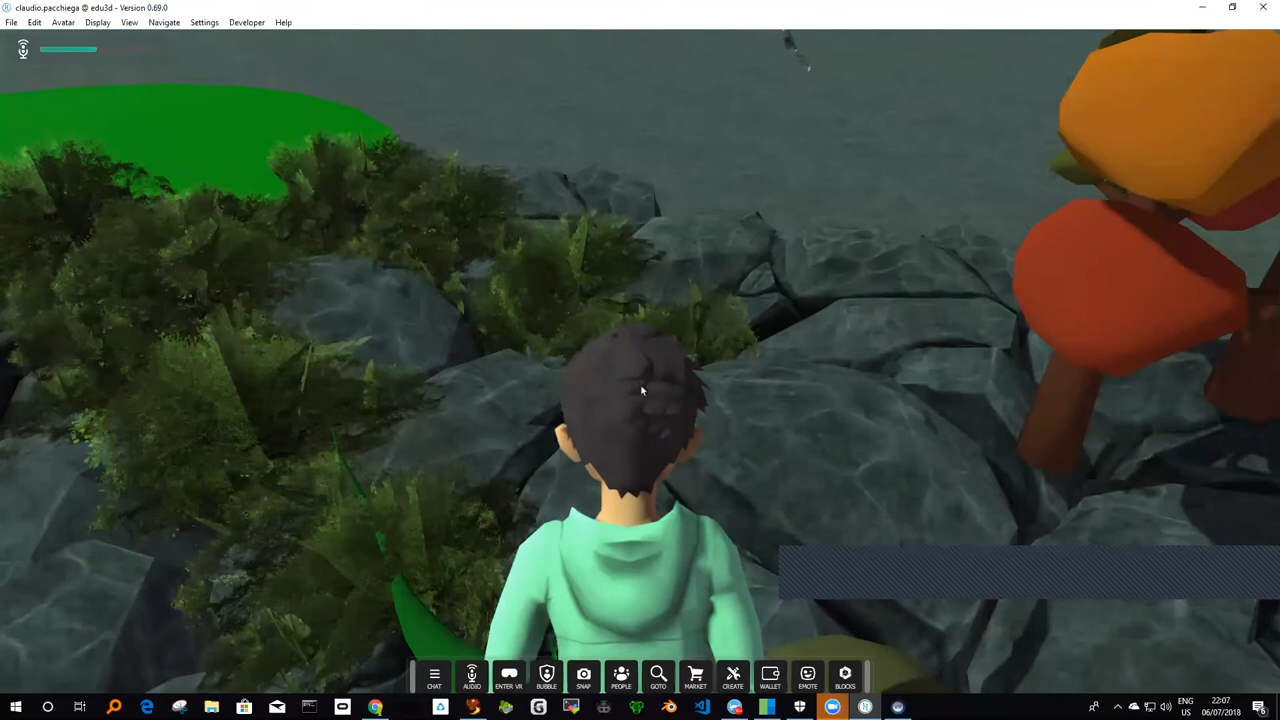 claudio.pacchiega @ edu3d - Version 0.69.0
File Edit Avatar Display View Navigate Settings Developer Help
CHAT AUDIO ENTER VR BUBBLE SNAP PEOPLE GOTO MARKET CREATE WALLET EMOTE BLOCKS
ENG 22:07
US 06/07/2018